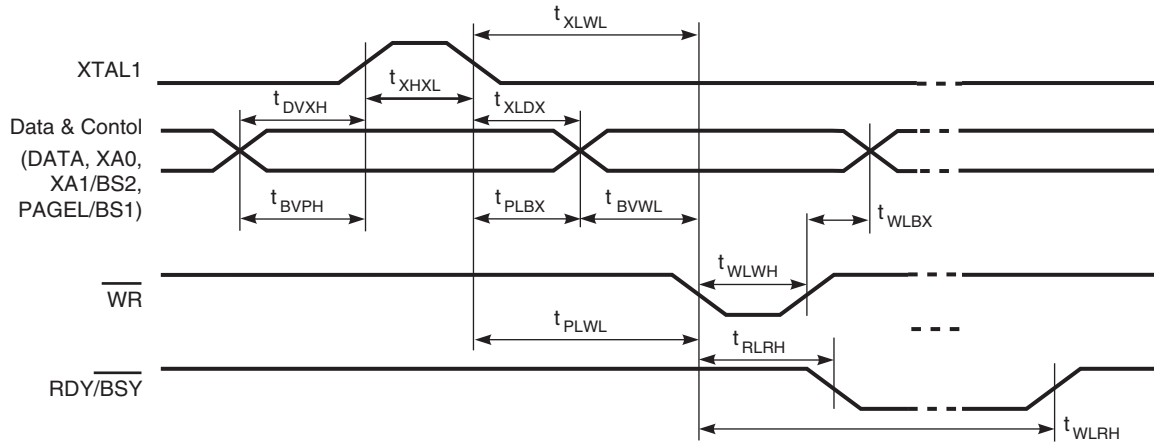 t XLWL
XTAL1
t XHXL
t DVXH
t XLDX
Data & Contol
(DATA, XA0,
XA1/BS2,
PAGEL/BS1)
t BVPH
t PLBX
t BVWL
t WLBX
t WLWH
WR
t PLWL
t RLRH
RDY/BSY
t WLRH